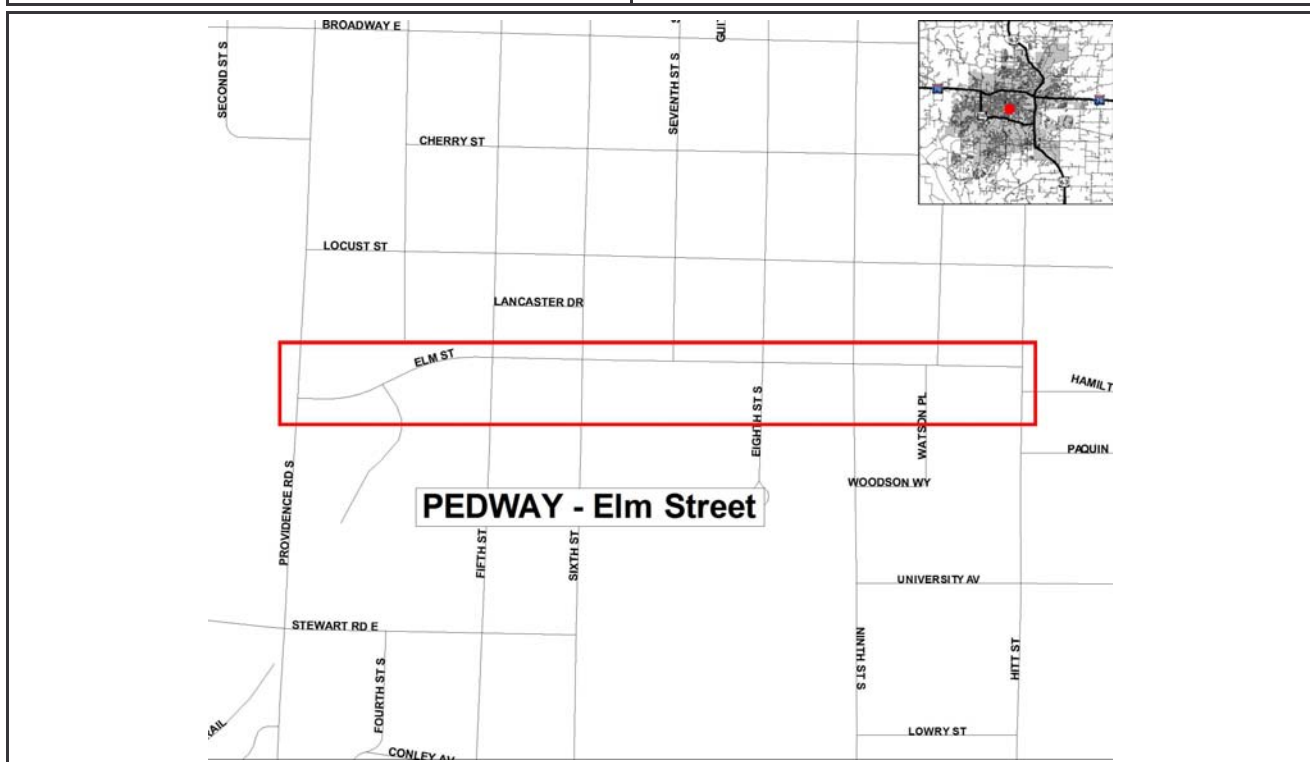 BROADWAY E
SECOND ST S
SEVENTH ST S
CHERRY ST
LOCUST ST
LANCASTER DR
ELM ST
HAMILT
EIGHTH ST S
WATSON PL
PAQUIN
WOODSON WY
PEDWAY - Elm Street
PROVIDENCE RD S
FIFTH ST
SIXTH ST
UNIVERSITY AV
STEWART RD E
NINTH ST S
HITT ST
FOURTH ST S
LOWRY ST
CONLEY AV